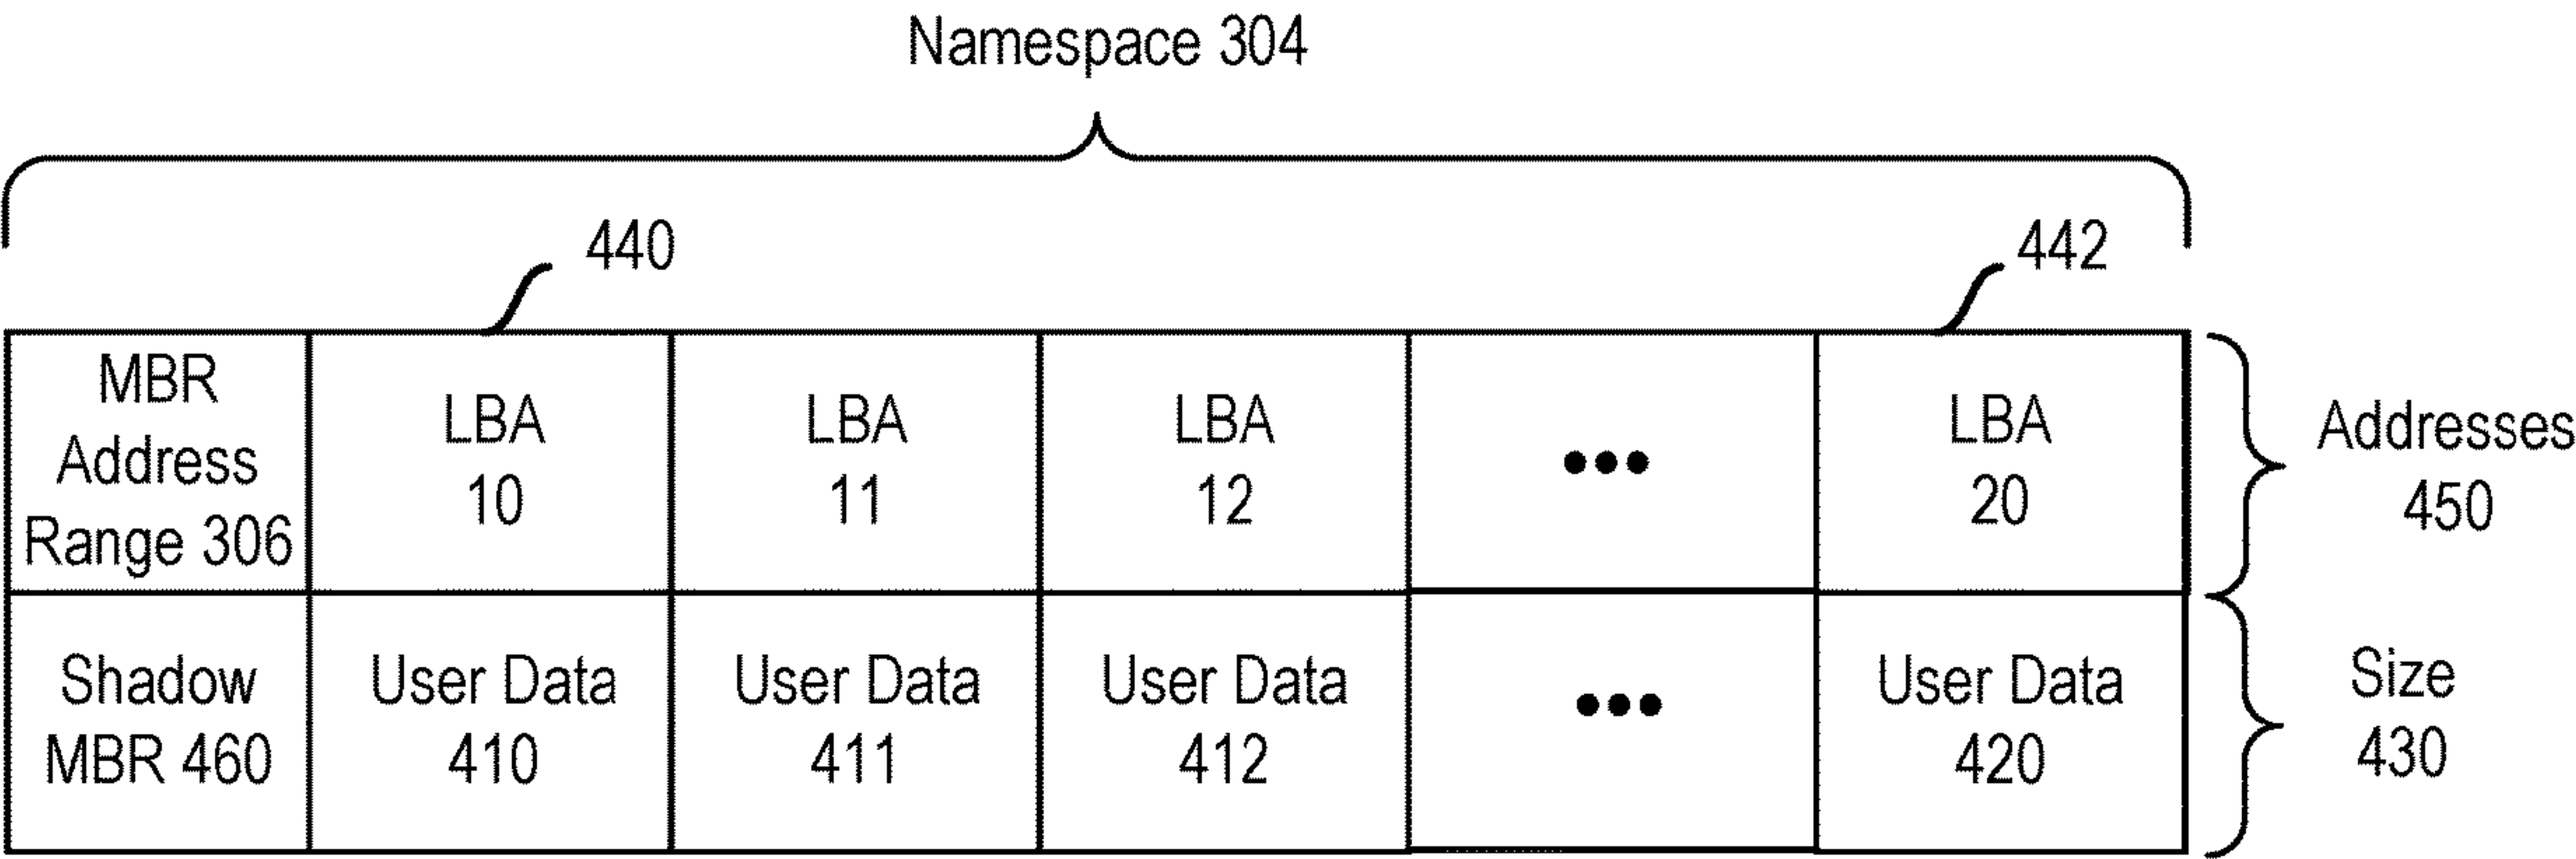 Namespace 304
440
442
MBR
Address
Range 306
LBA
10
LBA
11
LBA
12
•••
LBA
20
Addresses
450
Shadow
MBR 460
User Data
410
User Data
411
User Data
412
•••
User Data
420
Size
430